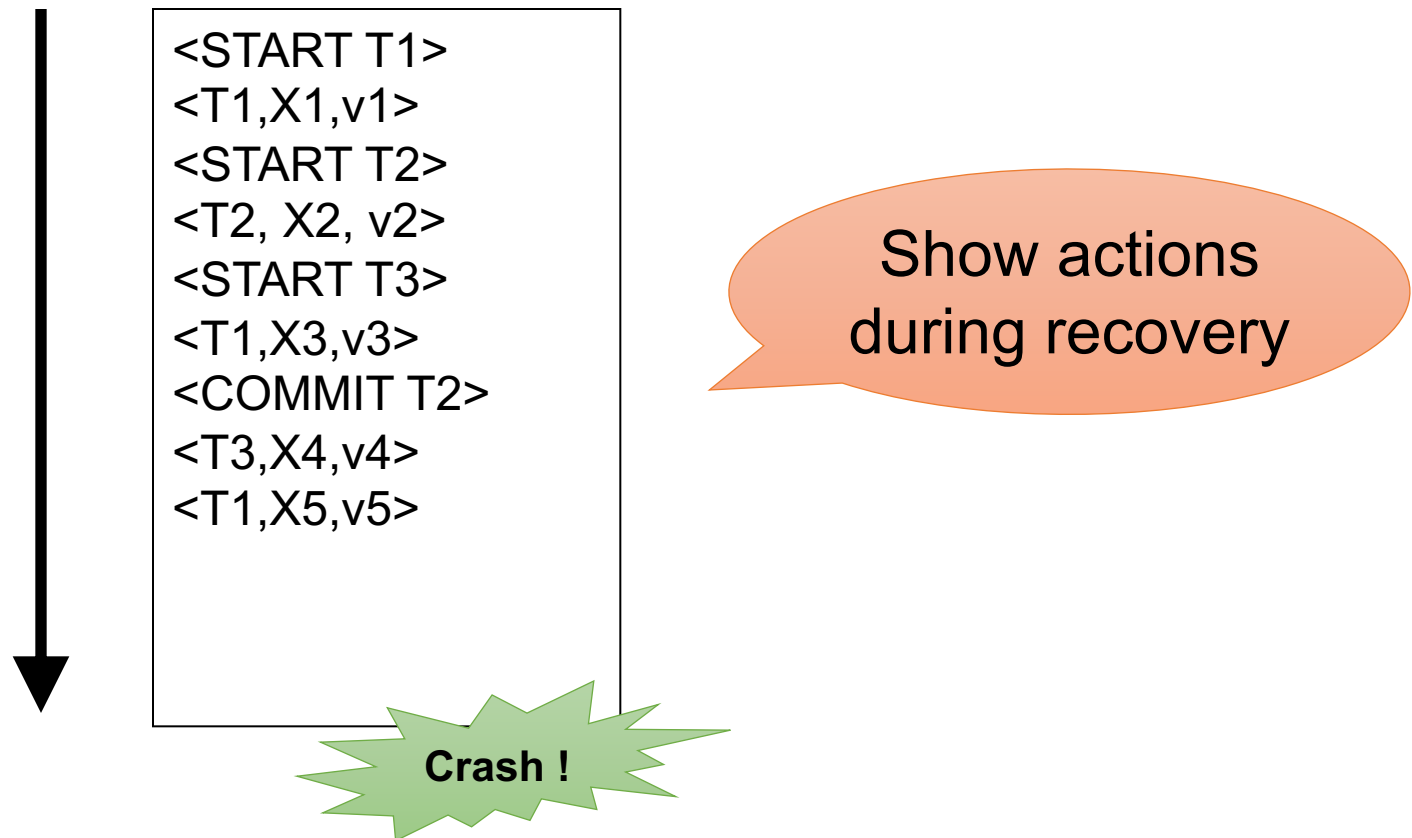 <START T1>
<T1,X1,v1>
<START T2>
<T2, X2, v2>
<START T3>
<T1,X3,v3>
<COMMIT T2>
<T3,X4,v4>
<T1,X5,v5>
Show actions
during recovery
Crash !